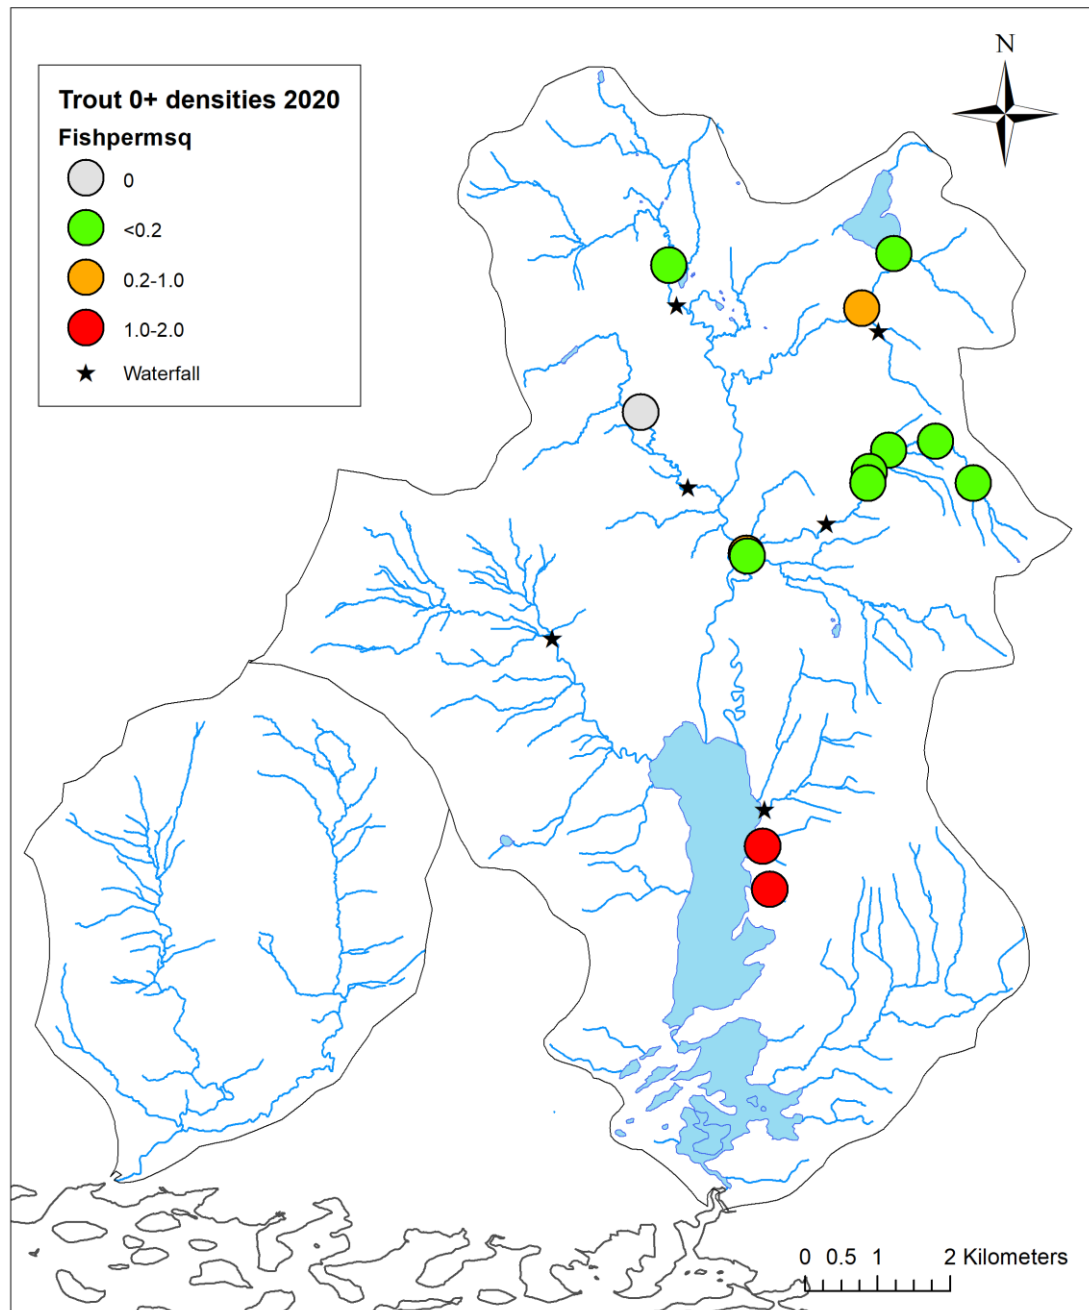 N
Trout 0+ densities 2020
Fishpermsq
0
<0.2
0.2-1.0
1.0-2.0
Waterfall
0 0.5 1 2 Kilometers